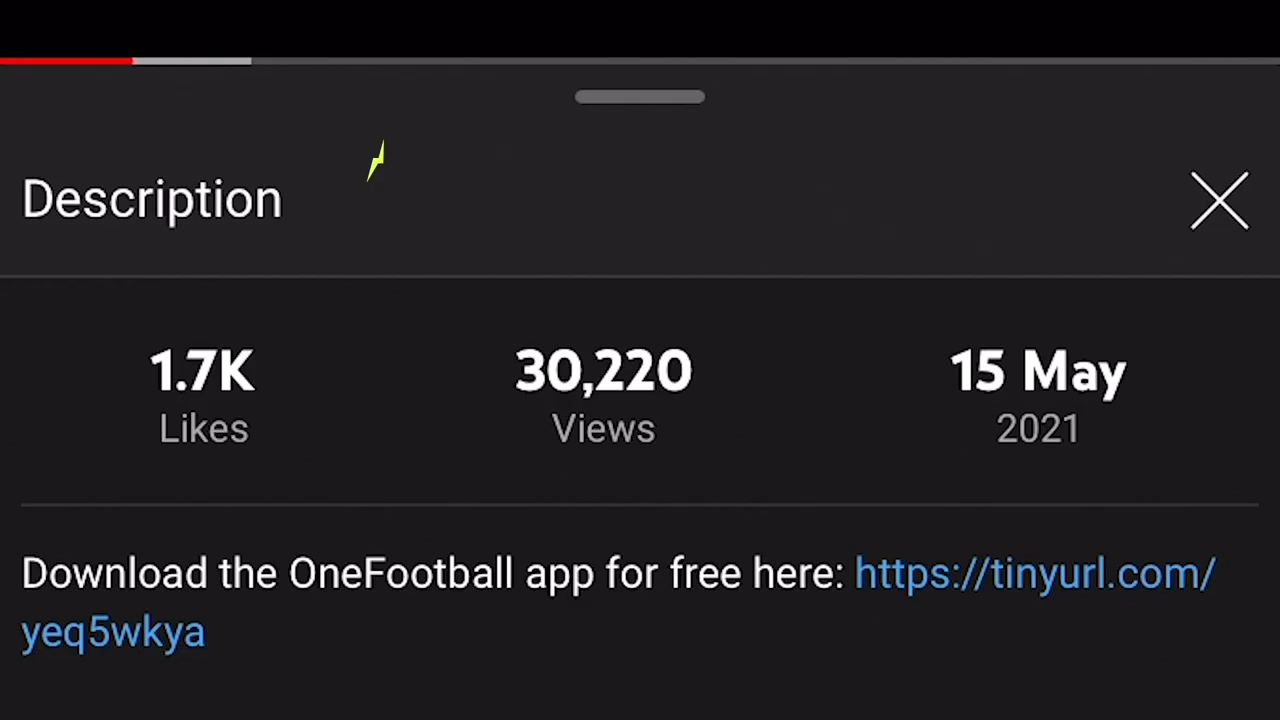 Description
1.7K 30,220 15 May
Likes Views 2021
Download the OneFootball app for free here: https://tinyurl.com/
yeq5wkya